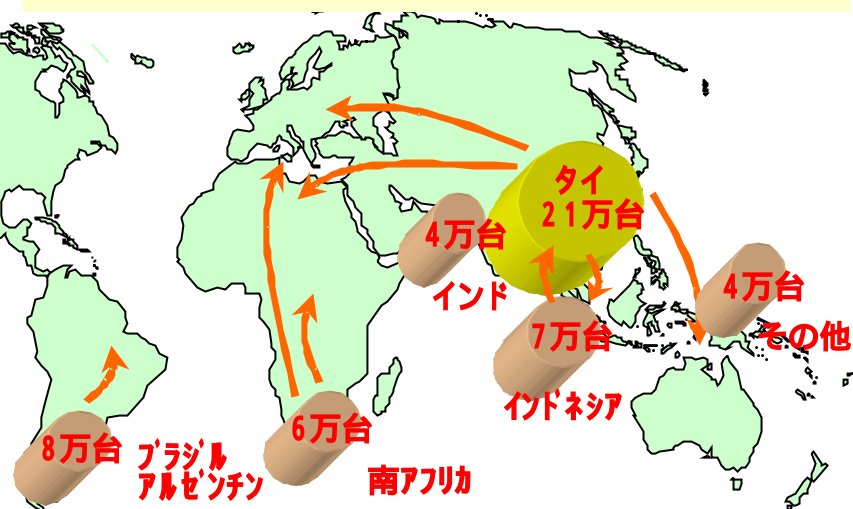 タイ
２１万台
４万台
インド
４万台
その他
７万台
インドネシア
６万台
南アフリカ
８万台
ブラジル
アルゼンチン